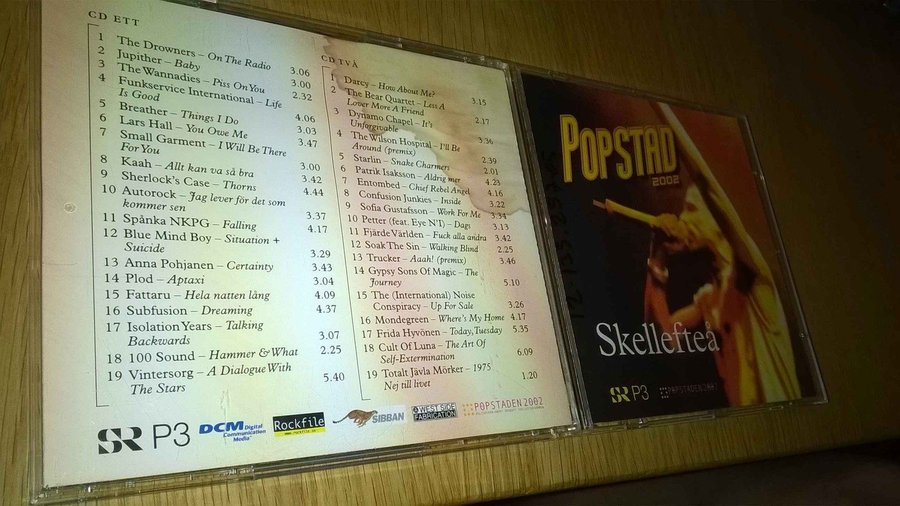 CD ETT
1 The Drowners – On The Radio 3.06
2 Jupither – Baby 3.00
3 The Wannadies – Piss On You 2.32
4 Funkservice International – Life
Is Good 4.06
5 Breather – Things I Do 3.03
6 Lars Hall – You Owe Me 3.47
7 Small Garment – I Will Be There
For You 3.00
8 Kaah – Allt kan va så bra 3.42
9 Sherlock's Case – Thorns 4.44
10 Autorock – Jag lever för det som
kommer sen 3.37
11 Spånka NKPG – Falling 4.17
12 Blue Mind Boy – Situation +
Suicide 3.29
13 Anna Pohjanen – Certainty 3.43
14 Plod – Aptaxi 3.04
15 Fattaru – Hela natten lång 4.09
16 Subfusion – Dreaming 4.37
17 Isolation Years – Talking
Backwards 3.07
18 100 Sound – Hammer & What 2.25
19 Vintersorg – A Dialogue With
The Stars 5.40
CD TVÅ
1 Darcy – How About Me? 3.15
2 The Bear Quartet – Less A
Lover More A Friend 2.17
3 Dynamo Chapel – It's
Unforgivable 3.36
4 The Wilson Hospital – I'll Be
Around (premix) 2.39
5 Starlin – Snake Charmers 2.01
6 Patrik Isaksson – Aldrig mer 4.23
7 Entombed – Chief Rebel Angel 4.16
8 Confusion Junkies – Inside 3.22
9 Sofia Gustafsson – Work For Me 3.34
10 Petter (feat. Eye N'I) – Dags 3.13
11 Fjärde Världen – Fuck alla andra 3.42
12 Soak The Sin – Walking Blind 2.25
13 Trucker – Aaah! (premix) 3.46
14 Gypsy Sons Of Magic – The
Journey 5.10
15 The (International) Noise
Conspiracy – Up For Sale 3.26
16 Mondegreen – Where's My Home 4.17
17 Frida Hyvönen – Today, Tuesday 5.35
18 Cult Of Luna – The Art Of
Self-Extermination 6.09
19 Totalt Jävla Mörker – 1975
Nej till livet 1.20
SR P3
DCM Digital
Communication
Media
Rockfile
www.rockfile.se
SIBBAN
WEST SIDE
FABRICATION
POPSTADEN 2002
POPSTAD
2002
Skellefteå
SR P3
POPSTADEN 2002